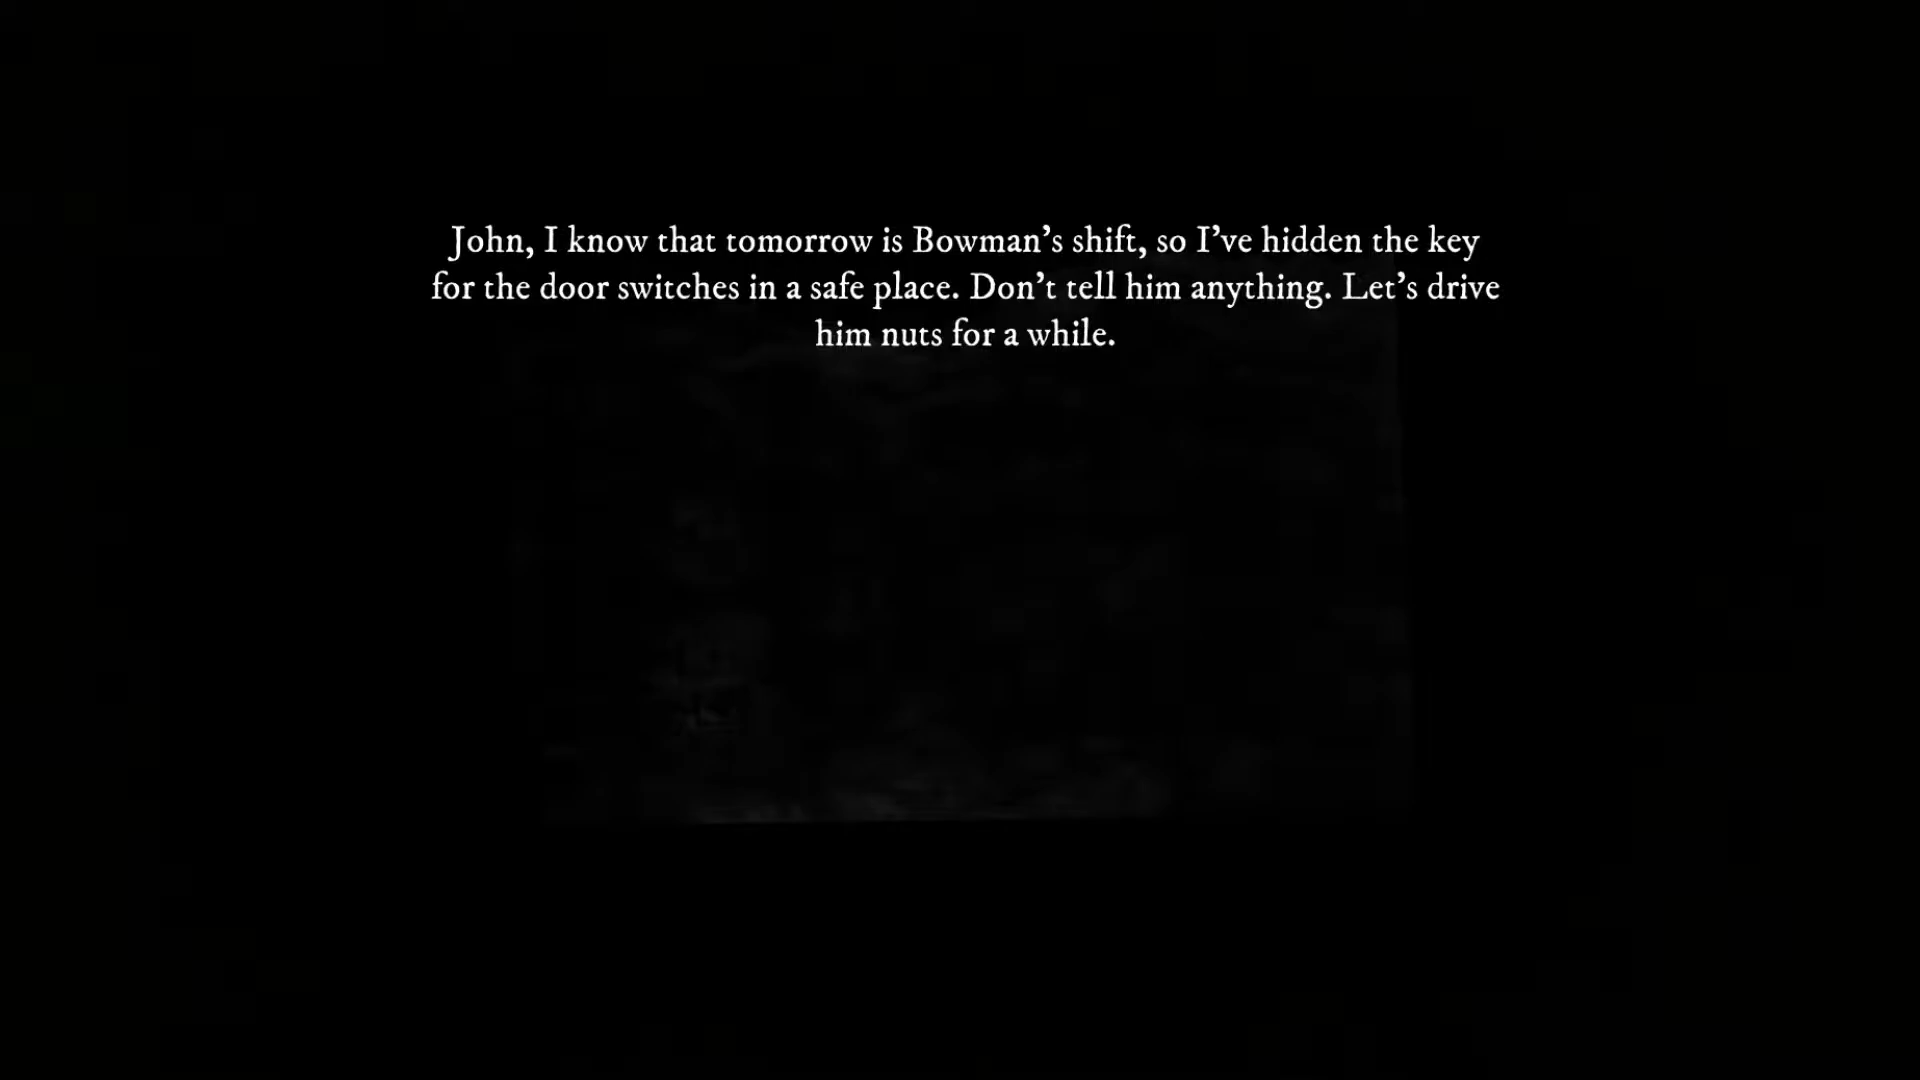 John, I know that tomorrow is Bowman's shift, so I've hidden the key
for the door switches in a safe place. Don't tell him anything. Let's drive
him nuts for a while.